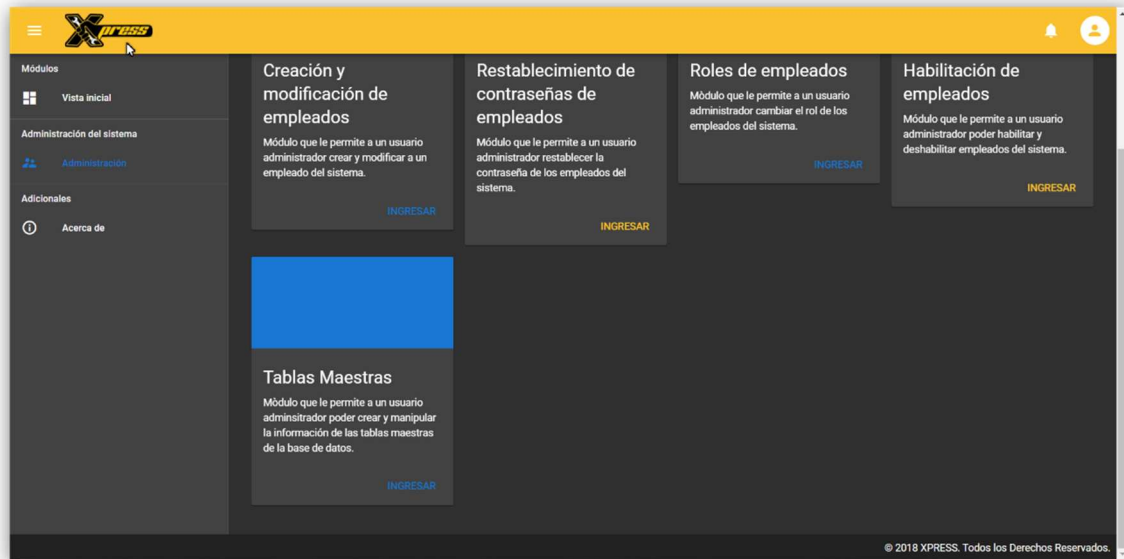 Xpress
Módulos
Vista inicial
Administración del sistema
Administración
Adicionales
Acerca de
Creación y
modificación de
empleados
Módulo que le permite a un usuario
administrador crear y modificar a un
empleado del sistema.
INGRESAR
Restablecimiento de
contraseñas de
empleados
Módulo que le permite a un usuario
administrador restablecer la
contraseña de los empleados del
sistema.
INGRESAR
Roles de empleados
Mòdulo que le permite a un usuario
administrador cambiar el rol de los
empleados del sistema.
INGRESAR
Habilitación de
empleados
Módulo que le permite a un usuario
administrador poder habilitar y
deshabilitar empleados del sistema.
INGRESAR
Tablas Maestras
Mòdulo que le permite a un usuario
adminsitrador poder crear y manipular
la información de las tablas maestras
de la base de datos.
INGRESAR
© 2018 XPRESS. Todos los Derechos Reservados.